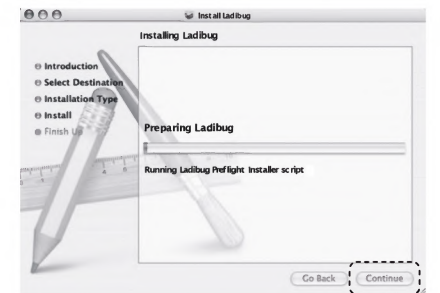 Install Ladibug
Installing Ladibug
Introduction
Select Destination
Installation Type
Install
Finish Up
Preparing Ladibug
Running Ladibug Preflight Installer script
Go Back
Continue